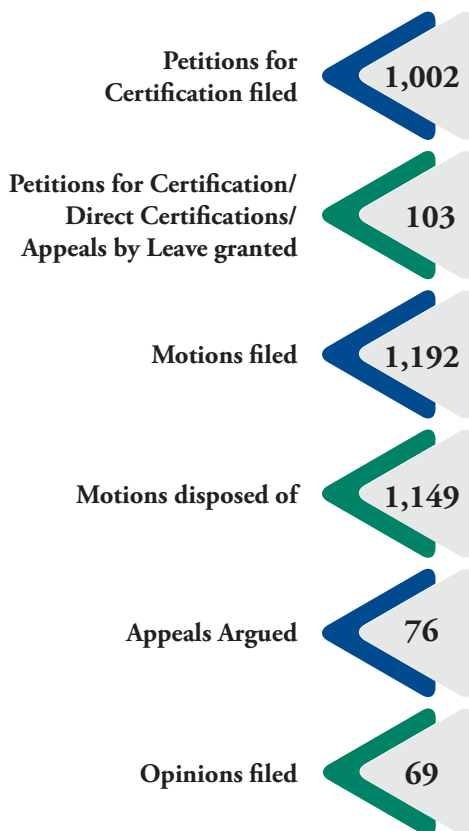 Petitions for
Certification filed
1,002
Petitions for Certification/
Direct Certifications/
Appeals by Leave granted
103
Motions filed
1,192
Motions disposed of
1,149
Appeals Argued
76
Opinions filed
69